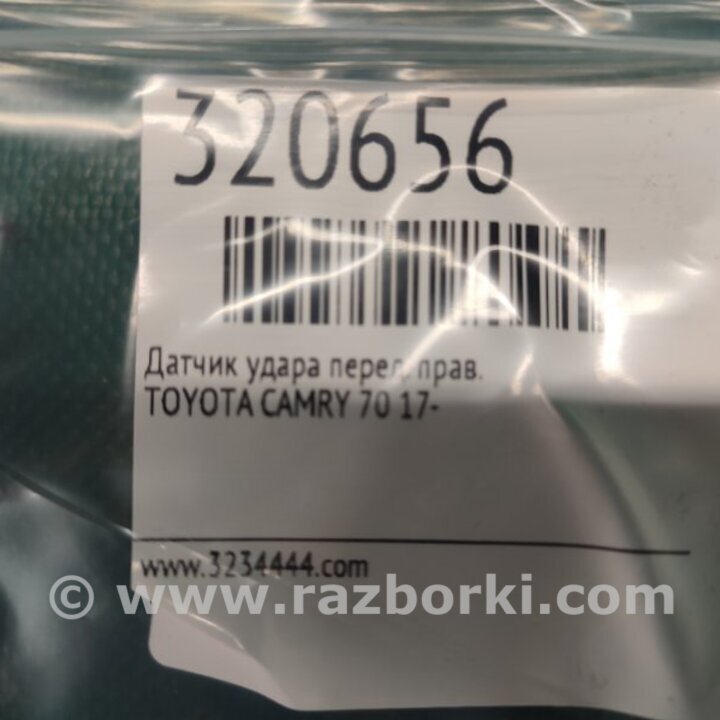 320656
Датчик удара перед. прав.
TOYOTA CAMRY 70 17-
www.3234444.com
© www.razborki.com